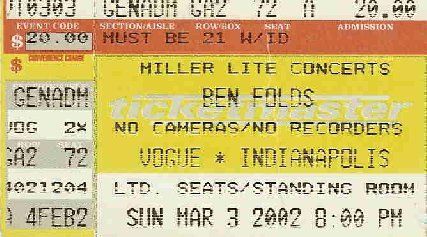 0303 GENADM GA2 72 A 20.00
EVENT CODE SECTION/AISLE ROW/BOX SEAT ADMISSION
$20.00 MUST BE 21 W/ID
$ CONVENIENCE CHARGE MILLER LITE CONCERTS
GENADM BEN FOLDS
ticketmaster
VOG 2X NO CAMERAS/NO RECORDERS
GA2 72 VOGUE * INDIANAPOLIS
4021204 LTD. SEATS/STANDING ROOM
A 4FEB2 SUN MAR 3 2002 8:00 PM